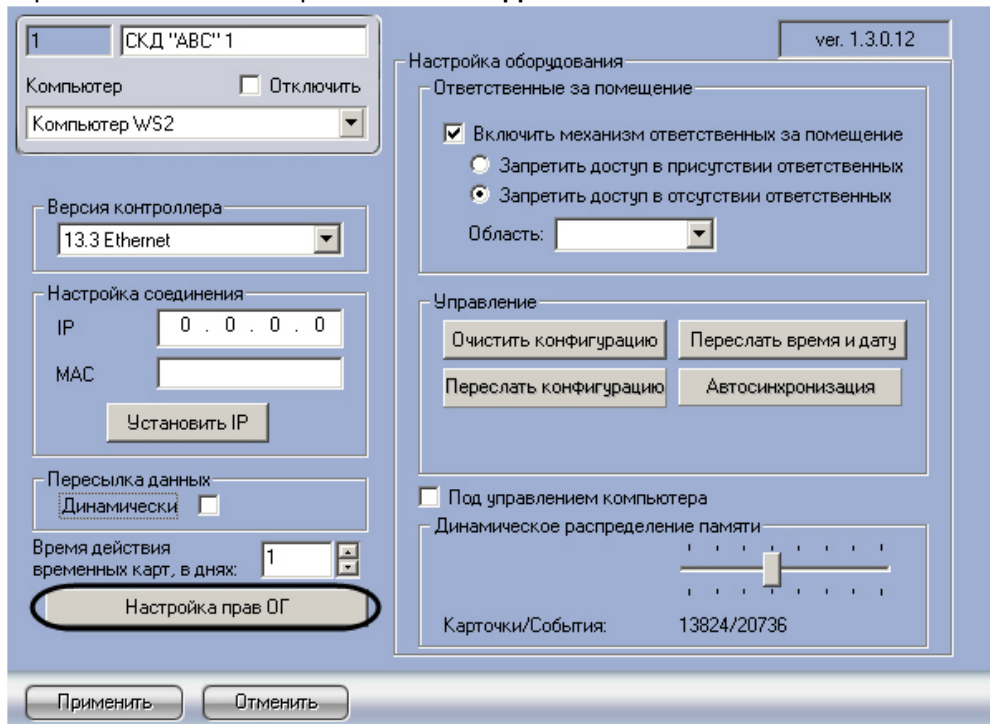 1 СКД "АВС" 1
Компьютер Отключить
Компьютер WS2
Версия контроллера
13.3 Ethernet
Настройка соединения
IP 0 . 0 . 0 . 0
MAC
Установить IP
Пересылка данных
Динамически
Время действия
временных карт, в днях: 1
Настройка прав ОГ
ver. 1.3.0.12
Настройка оборудования
Ответственные за помещение
Включить механизм ответственных за помещение
Запретить доступ в присутствии ответственных
Запретить доступ в отсутствии ответственных
Область:
Управление
Очистить конфигурацию Переслать время и дату
Переслать конфигурацию Автосинхронизация
Под управлением компьютера
Динамическое распределение памяти
Карточки/События: 13824/20736
Применить Отменить